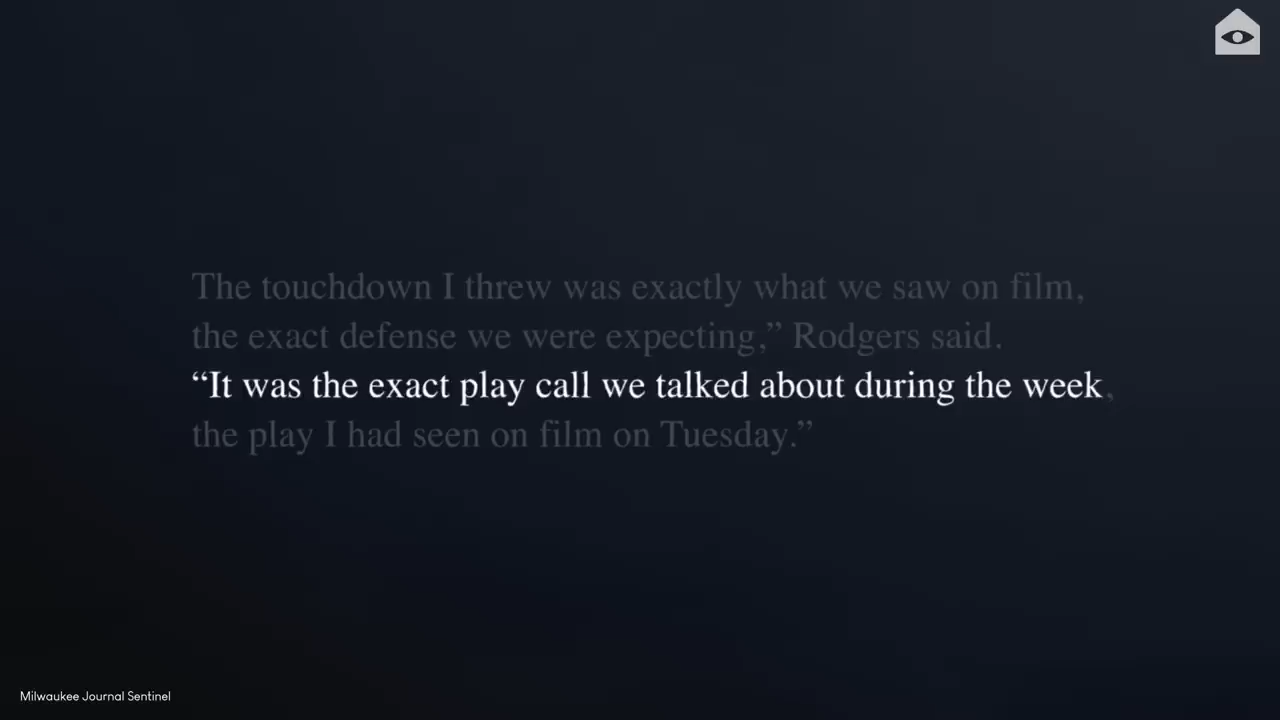 The touchdown I threw was exactly what we saw on film,
the exact defense we were expecting,” Rodgers said.
“It was the exact play call we talked about during the week,
the play I had seen on film on Tuesday.”
Milwaukee Journal Sentinel